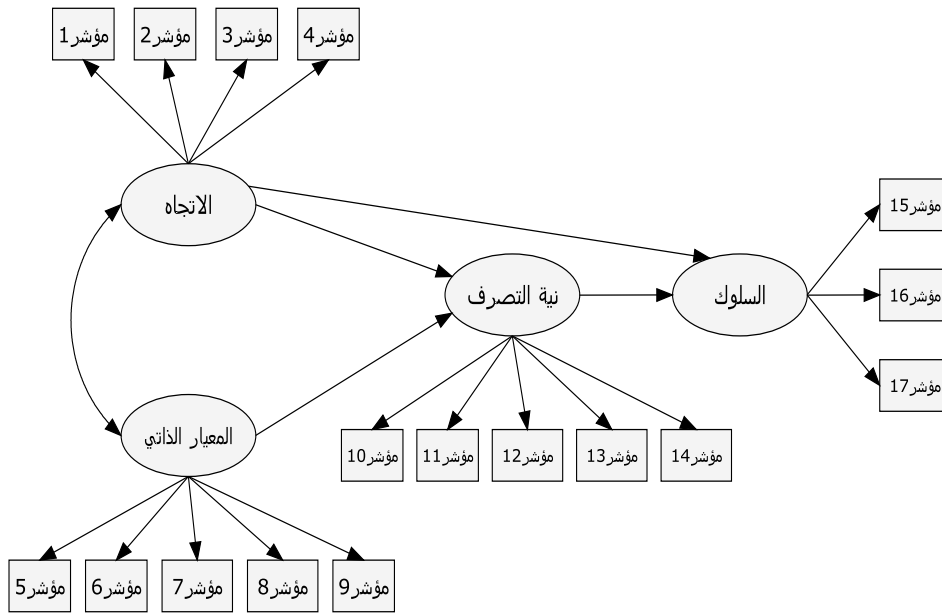 مؤشر1
مؤشر2
مؤشر3
مؤشر4
الاتجاه
مؤشر15
نية التصرف
السلوك
مؤشر16
مؤشر17
المعيار الذاتي
مؤشر10
مؤشر11
مؤشر12
مؤشر13
مؤشر14
مؤشر5
مؤشر6
مؤشر7
مؤشر8
مؤشر9